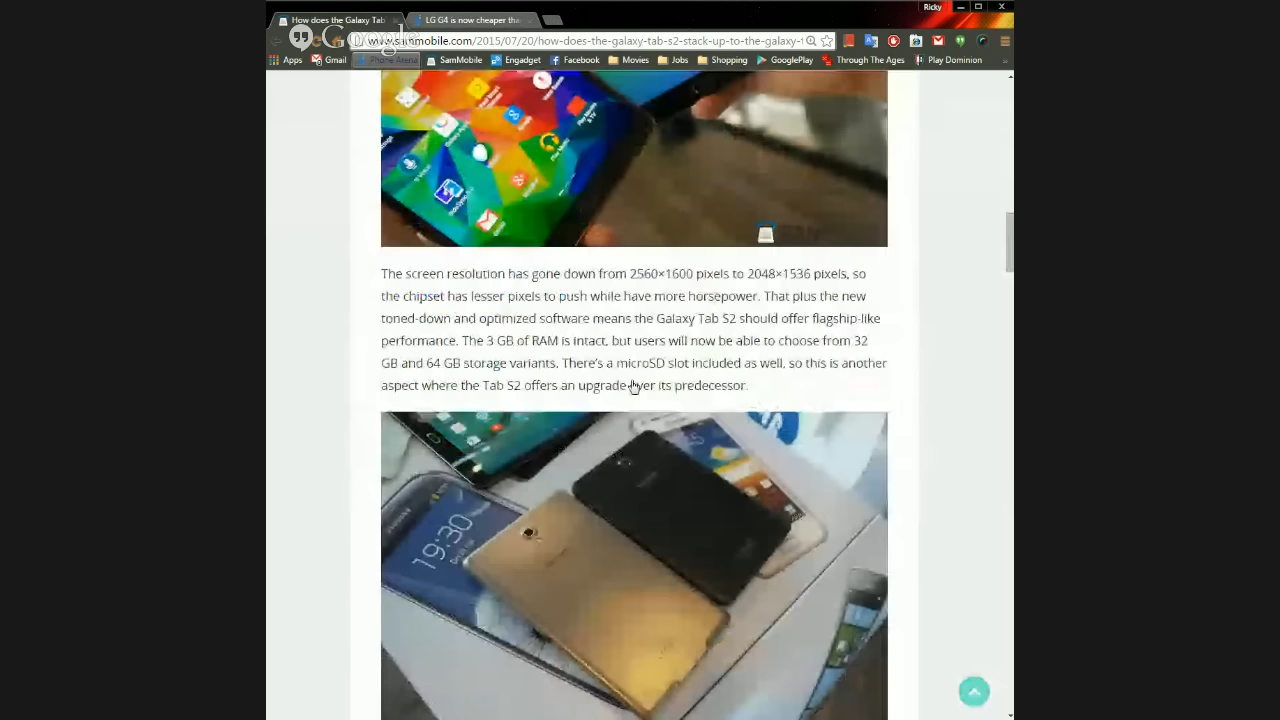 Ricky
How does the Galaxy Tab
LG G4 is now cheaper tha
Google
www.sammobile.com/2015/07/20/how-does-the-galaxy-tab-s2-stack-up-to-the-galaxy-t
Apps Gmail Phone Arena SamMobile Engadget Facebook Movies Jobs Shopping GooglePlay Through The Ages Play Dominion »
The screen resolution has gone down from 2560×1600 pixels to 2048×1536 pixels, so
the chipset has lesser pixels to push while have more horsepower. That plus the new
toned-down and optimized software means the Galaxy Tab S2 should offer flagship-like
performance. The 3 GB of RAM is intact, but users will now be able to choose from 32
GB and 64 GB storage variants. There's a microSD slot included as well, so this is another
aspect where the Tab S2 offers an upgrade over its predecessor.
19:30